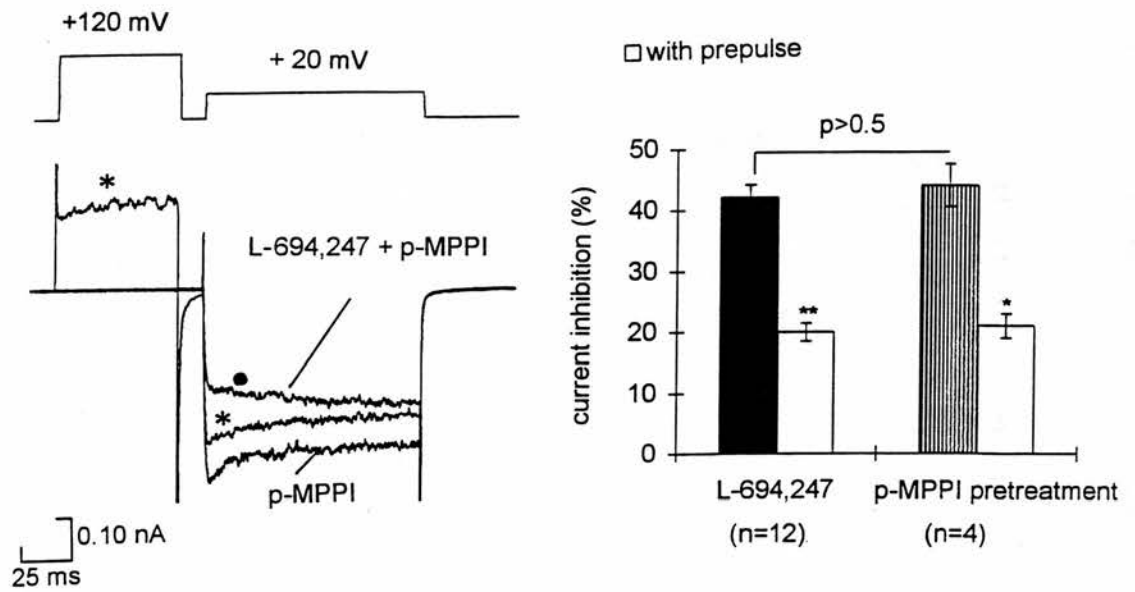 +120 mV
+ 20 mV
*
L-694,247 + p-MPPI
*
p-MPPI
0.10 nA
25 ms
with prepulse
p>0.5
current inhibition (%)
50
40
30
20
10
0
**
*
L-694,247
p-MPPI pretreatment
(n=12)
(n=4)